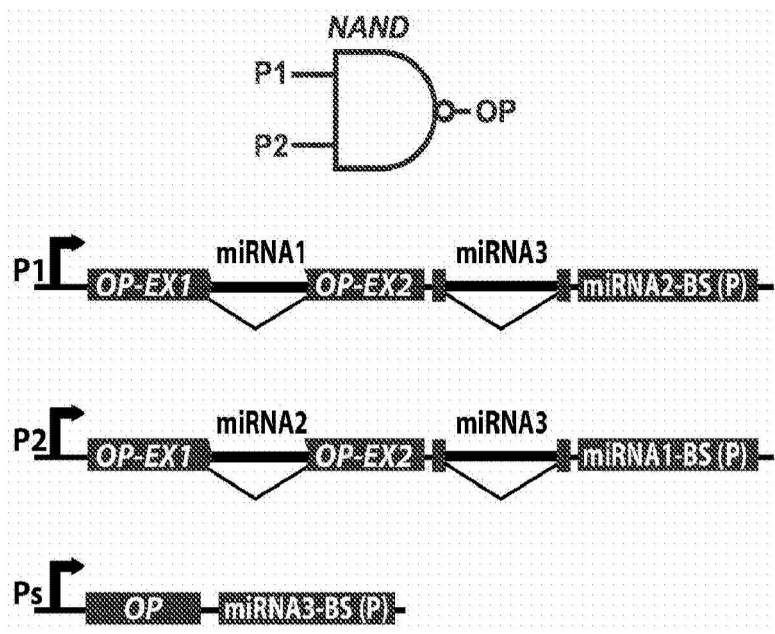 NAND
P1
OP
P2
miRNA1 miRNA3
P1
OP-EX1 OP-EX2 miRNA2-BS (P)
miRNA2 miRNA3
P2
OP-EX1 OP-EX2 miRNA1-BS (P)
Ps
OP miRNA3-BS (P)